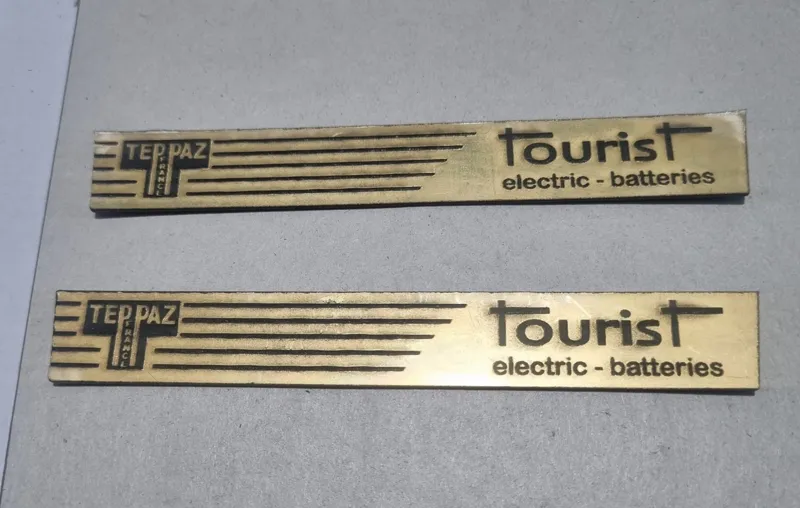 TEPPAZ
FRANCE
Tourist
electric - batteries
TEPPAZ
FRANCE
Tourist
electric - batteries